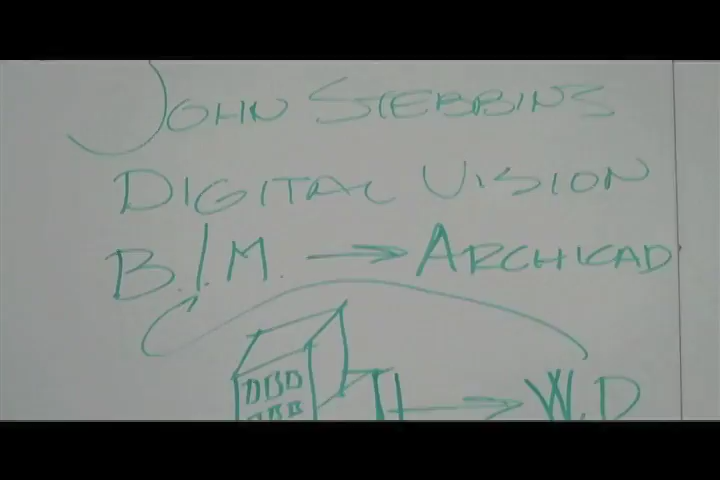 JOHN STEBBINS
DIGITAL VISION
B.I.M. → ARCHICAD
W.D